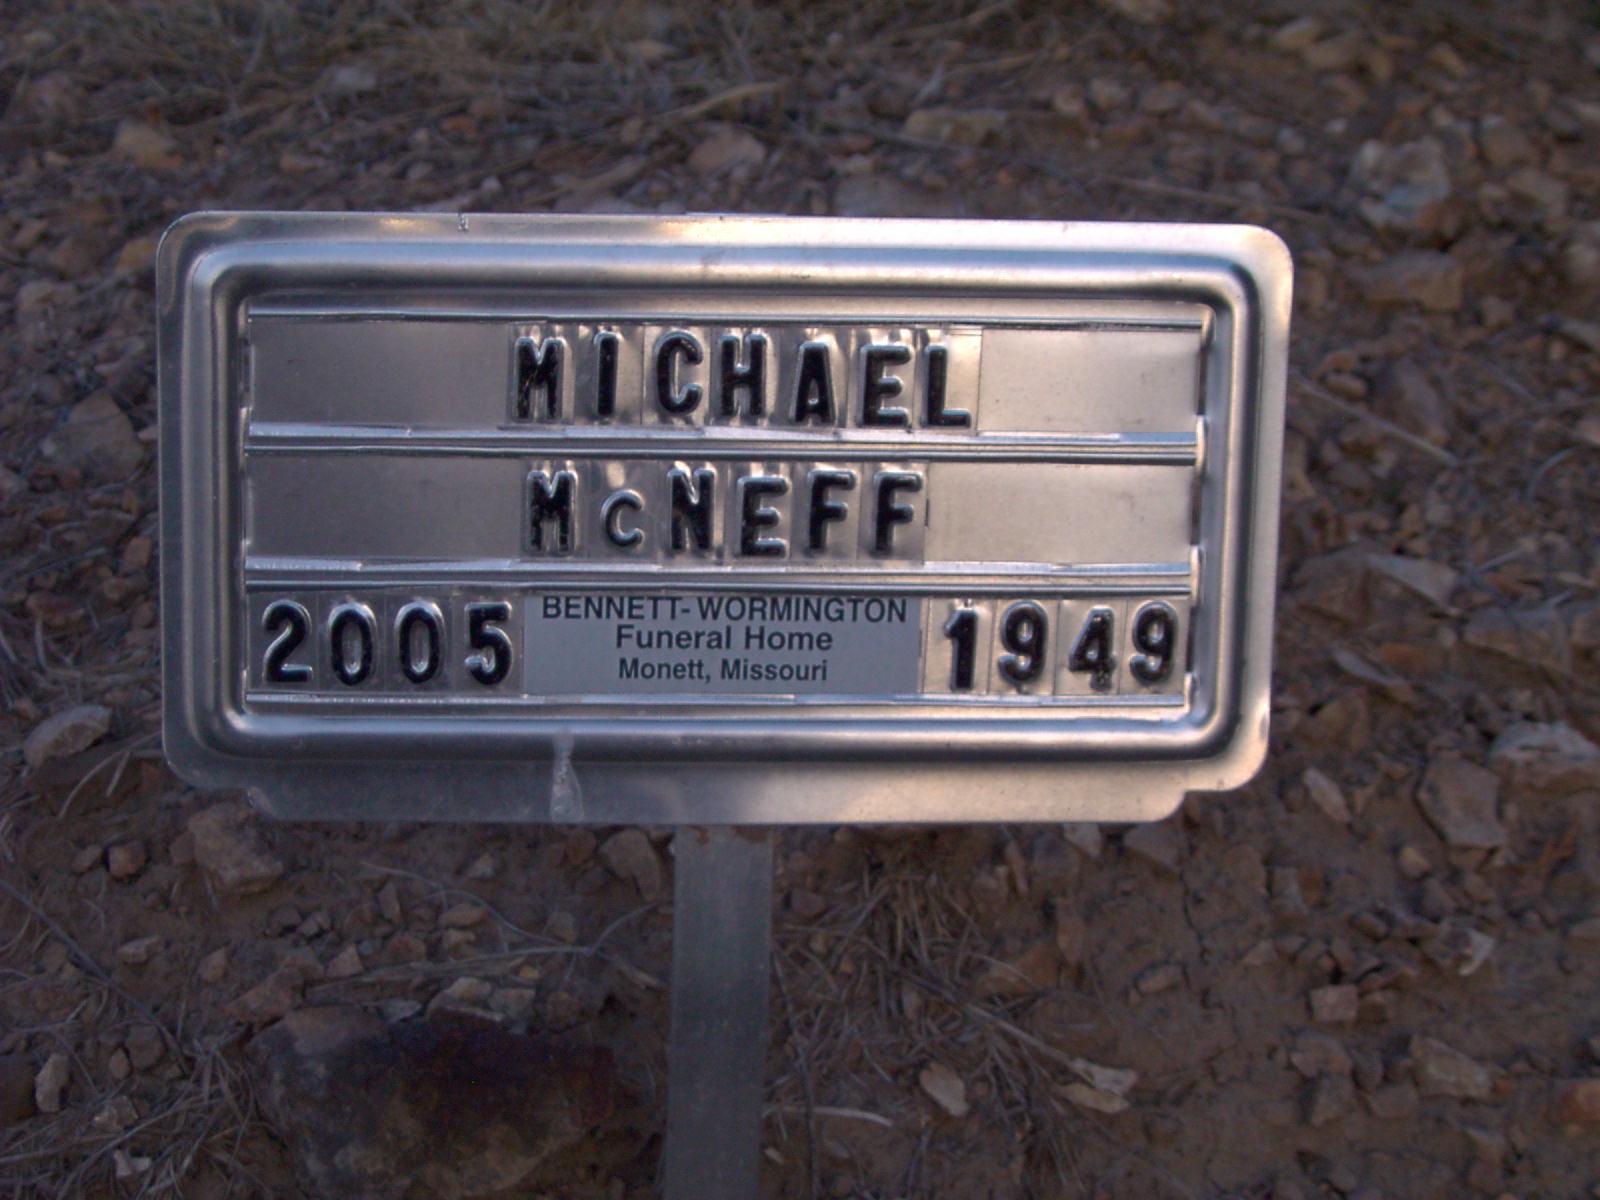 MICHAEL
McNEFF
2005 BENNETT-WORMINGTON 1949
Funeral Home
Monett, Missouri